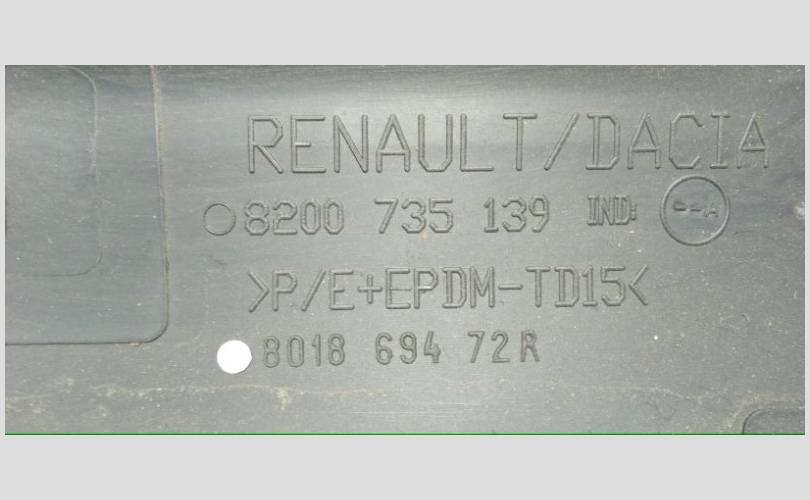 RENAULT/DACIA
8200 735 139 IND:
>P/E+EPDM-TD15<
8018 694 72R